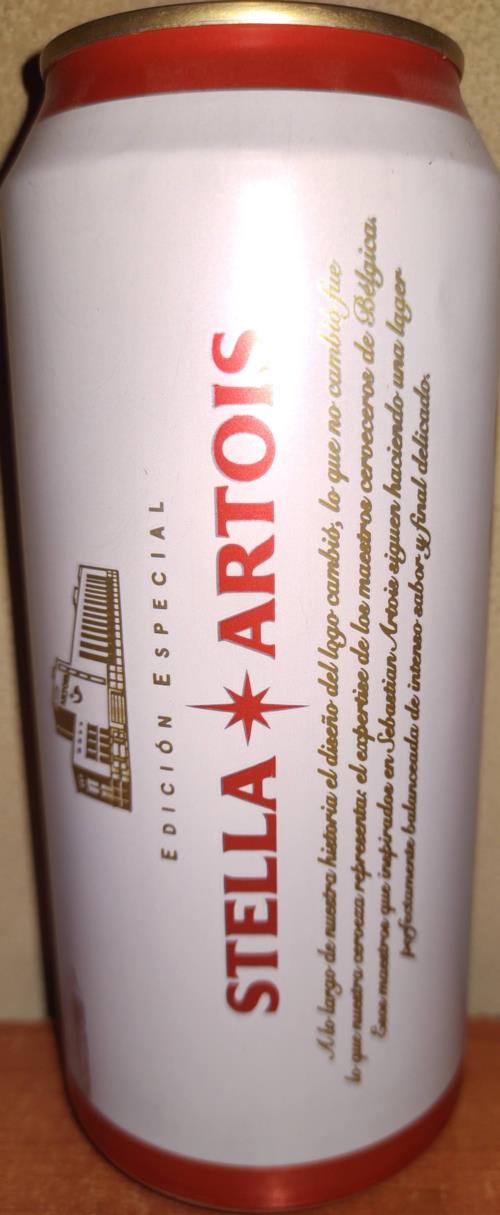 ARTOIS
EDICIÓN ESPECIAL
STELLA ARTOIS
A lo largo de nuestra historia el diseño del logo cambió, lo que no cambió fue
lo que nuestra cerveza representa: el expertise de los maestros cerveceros de Bélgica.
Esos maestros que inspirados en Sebastian Artois siguen haciendo una lager
perfectamente balanceada de intenso sabor y final delicado.